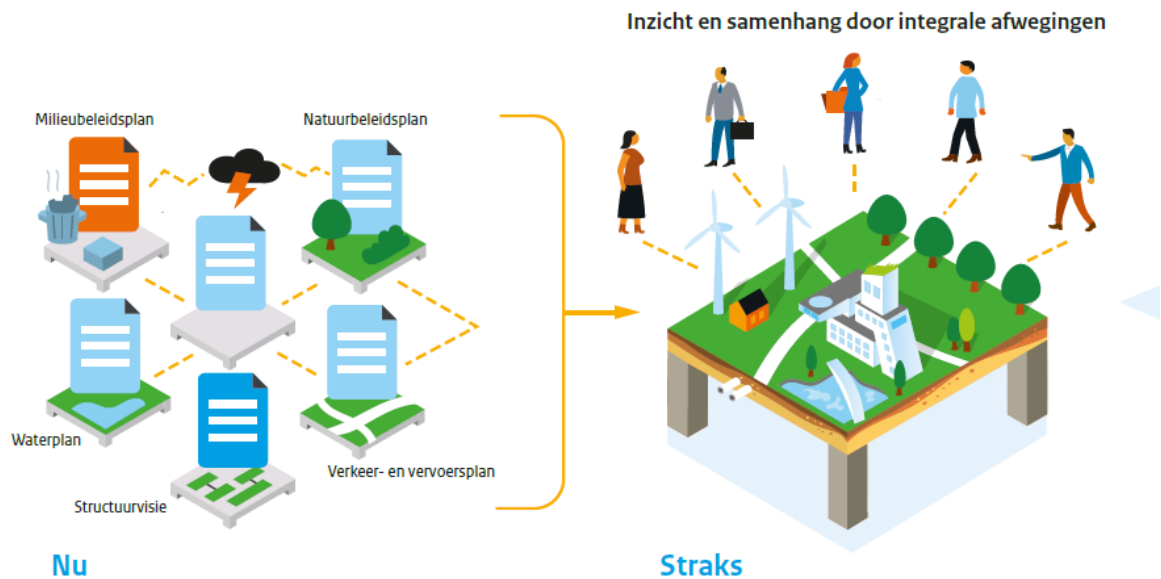 Inzicht en samenhang door integrale afwegingen
Milieubeleidsplan
Natuurbeleidsplan
Waterplan
Verkeer- en vervoersplan
Structuurvisie
Nu
Straks